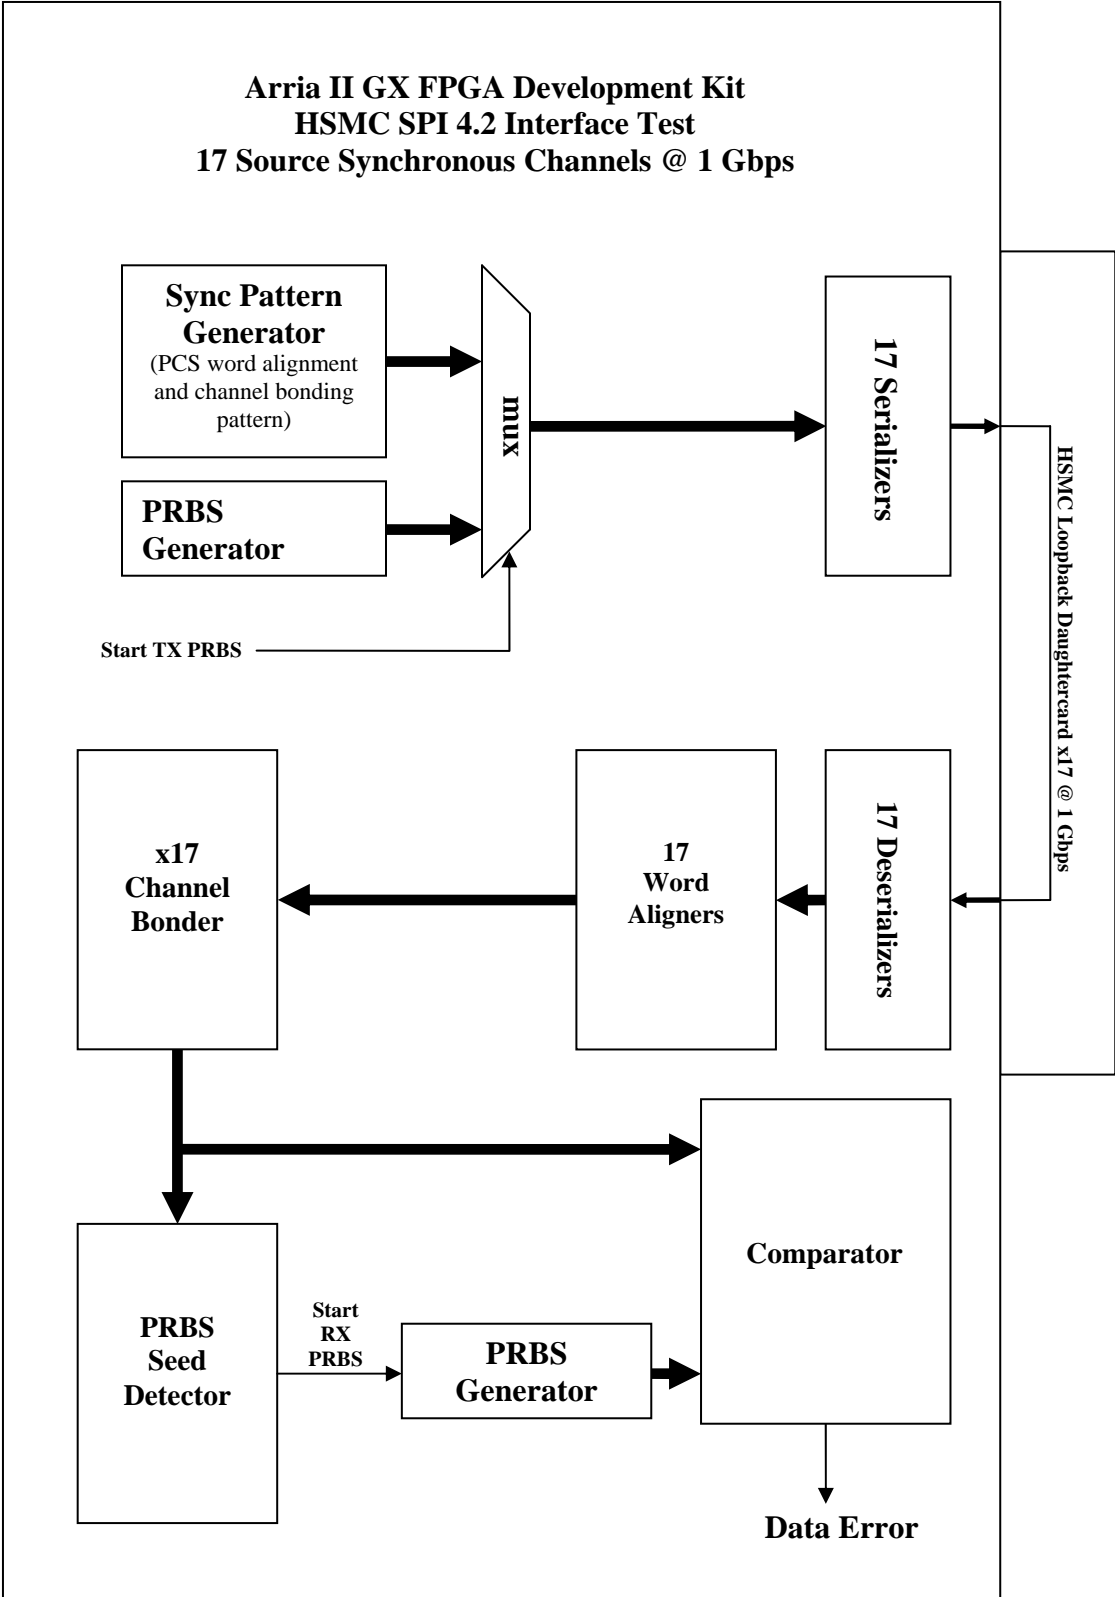 Arria II GX FPGA Development Kit
HSMC SPI 4.2 Interface Test
17 Source Synchronous Channels @ 1 Gbps
Sync Pattern
Generator
(PCS word alignment
and channel bonding
pattern)
PRBS
Generator
mux
17 Serializers
Start TX PRBS
HSMC Loopback Daughtercard x17 @ 1 Gbps
x17
Channel
Bonder
17
Word
Aligners
17 Deserializers
PRBS
Seed
Detector
Start
RX
PRBS
PRBS
Generator
Comparator
Data Error